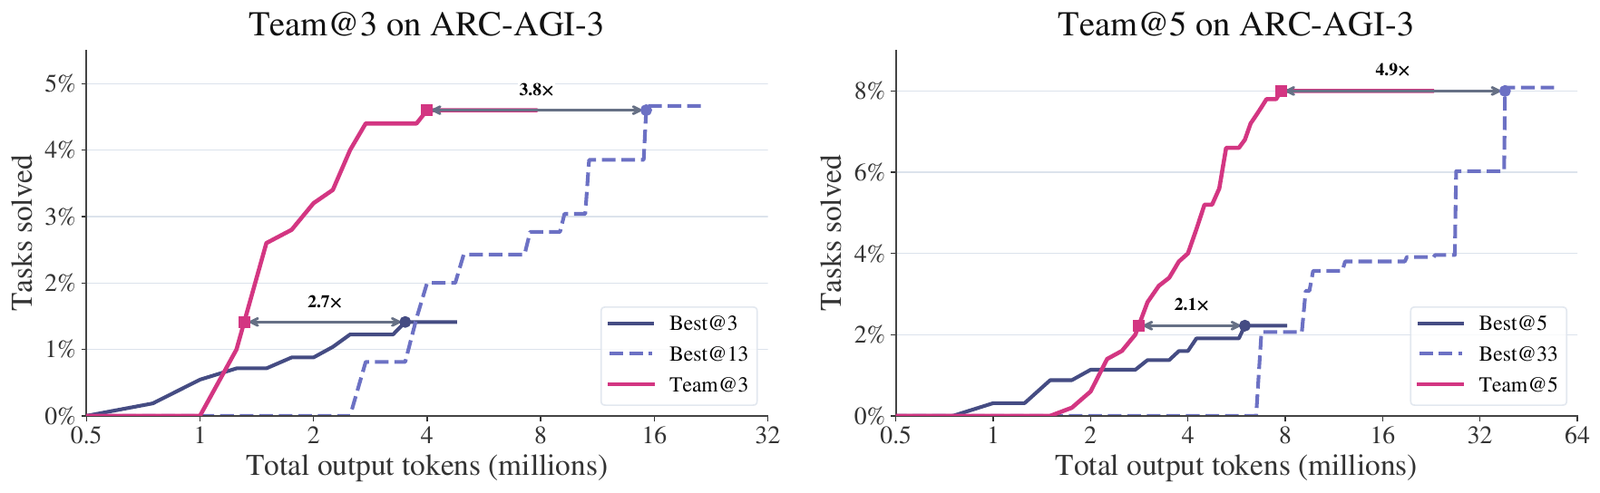 Team@3 on ARC-AGI-3
Tasks solved
5%
4%
3%
2%
1%
0%
3.8×
2.7×
Best@3
Best@13
Team@3
0.5 1 2 4 8 16 32
Total output tokens (millions)
Team@5 on ARC-AGI-3
Tasks solved
8%
6%
4%
2%
0%
4.9×
2.1×
Best@5
Best@33
Team@5
0.5 1 2 4 8 16 32 64
Total output tokens (millions)